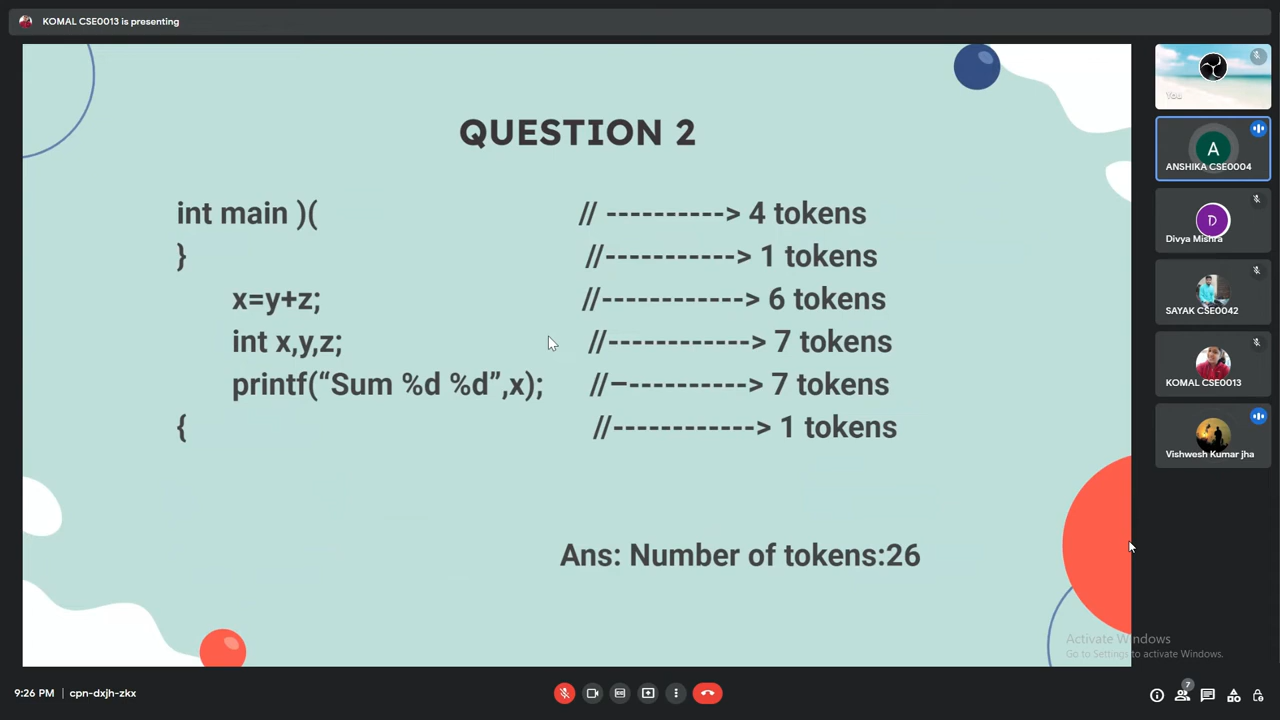 KOMAL CSE0013 is presenting
QUESTION 2
int main )( // ----------> 4 tokens
} //-----------> 1 tokens
x=y+z; //------------> 6 tokens
int x,y,z; //------------> 7 tokens
printf(“Sum %d %d”,x); //–-----------> 7 tokens
{ //------------> 1 tokens
Ans: Number of tokens:26
You
A
ANSHIKA CSE0004
D
Divya Mishra
SAYAK CSE0042
KOMAL CSE0013
Vishwesh Kumar jha
Activate Windows
Go to Settings to activate Windows.
9:26 PM | cpn-dxjh-zkx
7